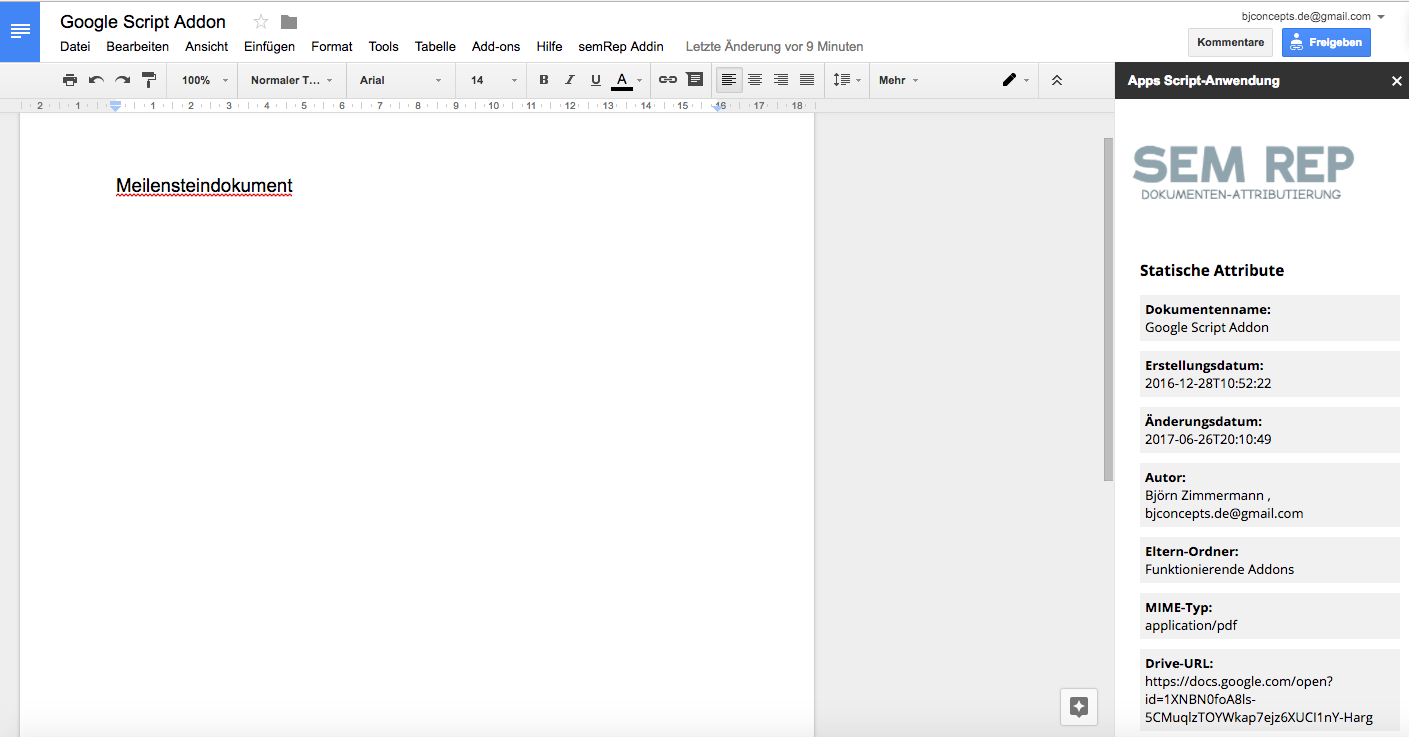 Google Script Addon
bjconcepts.de@gmail.com
Datei Bearbeiten Ansicht Einfügen Format Tools Tabelle Add-ons Hilfe semRep Addin Letzte Änderung vor 9 Minuten
Kommentare Freigeben
100% Normaler T... Arial 14 B I U A Mehr
Apps Script-Anwendung
2 1 1 2 3 4 5 6 7 8 9 10 11 12 13 14 15 16 17 18
Meilensteindokument
SEM REP
DOKUMENTEN-ATTRIBUTIERUNG
Statische Attribute
Dokumentenname:
Google Script Addon
Erstellungsdatum:
2016-12-28T10:52:22
Änderungsdatum:
2017-06-26T20:10:49
Autor:
Björn Zimmermann ,
bjconcepts.de@gmail.com
Eltern-Ordner:
Funktionierende Addons
MIME-Typ:
application/pdf
Drive-URL:
https://docs.google.com/open?
id=1XNBN0foA8ls-
5CMuqlzTOYWkap7ejz6XUCI1nY-Harg